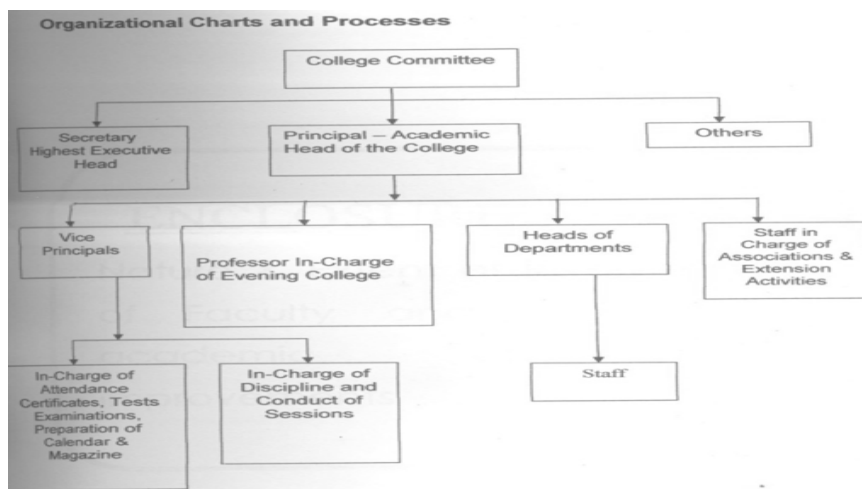 Organizational Charts and Processes
College Committee
Secretary
Highest Executive
Head
Principal – Academic
Head of the College
Others
Vice
Principals
Professor In-Charge
of Evening College
Heads of
Departments
Staff in
Charge of
Associations &
Extension
Activities
In-Charge of
Attendance
Certificates, Tests
Examinations,
Preparation of
Calendar &
Magazine
In-Charge of
Discipline and
Conduct of
Sessions
Staff